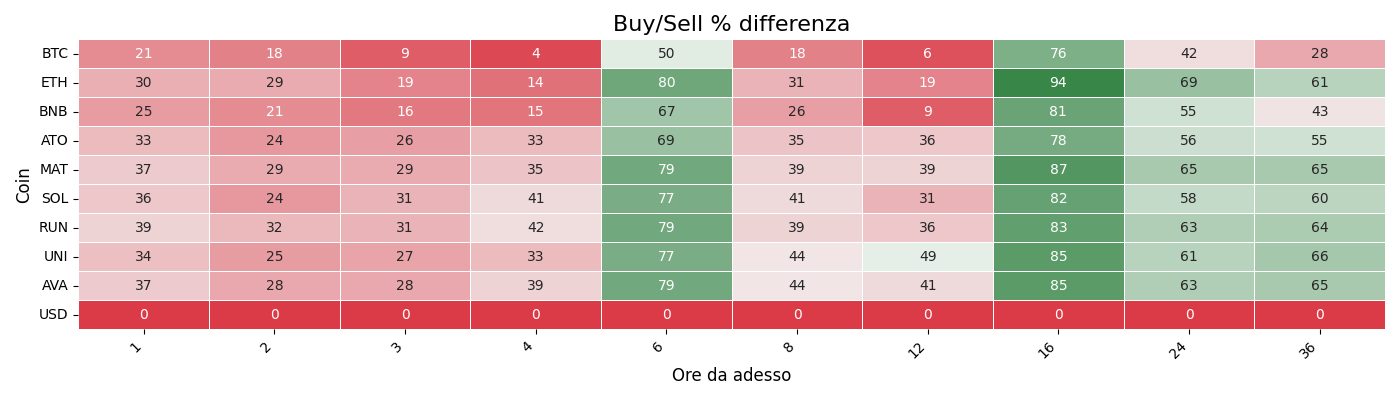 Buy/Sell % differenza
Coin
BTC 21 18 9 4 50 18 6 76 42 28
ETH 30 29 19 14 80 31 19 94 69 61
BNB 25 21 16 15 67 26 9 81 55 43
ATO 33 24 26 33 69 35 36 78 56 55
MAT 37 29 29 35 79 39 39 87 65 65
SOL 36 24 31 41 77 41 31 82 58 60
RUN 39 32 31 42 79 39 36 83 63 64
UNI 34 25 27 33 77 44 49 85 61 66
AVA 37 28 28 39 79 44 41 85 63 65
USD 0 0 0 0 0 0 0 0 0 0
1 2 3 4 6 8 12 16 24 36
Ore da adesso